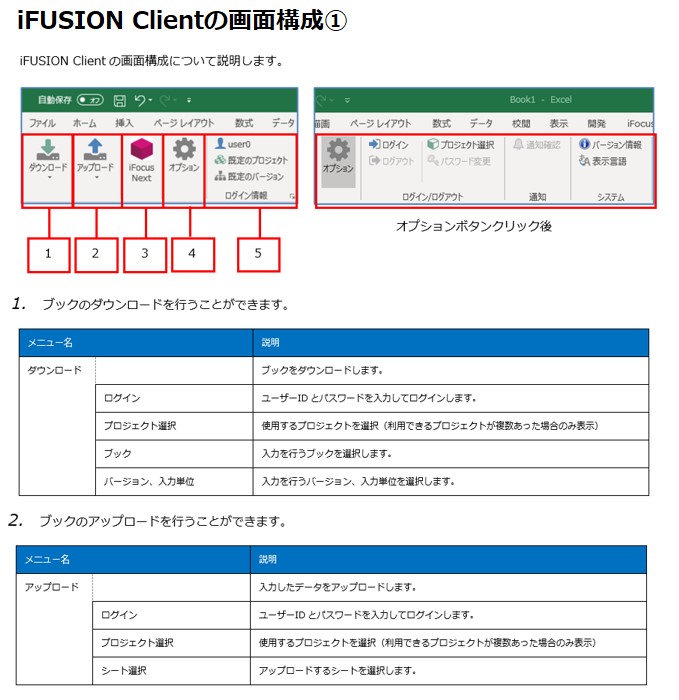 iFUSION Clientの画面構成①
iFUSION Client の画面構成について説明します。
自動保存 オフ
ファイル ホーム 挿入 ページ レイアウト 数式 データ
ダウンロード
アップロード
iFocus
Next
オプション
user0
既定のプロジェクト
既定のバージョン
ログイン情報
1 2 3 4 5
Book1 - Excel
描画 ページ レイアウト 数式 データ 校閲 表示 開発 iFocus
オプション
ログイン
ログアウト
プロジェクト選択
パスワード変更
ログイン/ログアウト
通知確認
通知
バージョン情報
表示言語
システム
オプションボタンクリック後
1. ブックのダウンロードを行うことができます。
メニュー名 説明
ダウンロード ブックをダウンロードします。
ログイン ユーザーID とパスワードを入力してログインします。
プロジェクト選択 使用するプロジェクトを選択（利用できるプロジェクトが複数あった場合のみ表示）
ブック 入力を行うブックを選択します。
バージョン、入力単位 入力を行うバージョン、入力単位を選択します。
2. ブックのアップロードを行うことができます。
メニュー名 説明
アップロード 入力したデータをアップロードします。
ログイン ユーザーID とパスワードを入力してログインします。
プロジェクト選択 使用するプロジェクトを選択（利用できるプロジェクトが複数あった場合のみ表示）
シート選択 アップロードするシートを選択します。